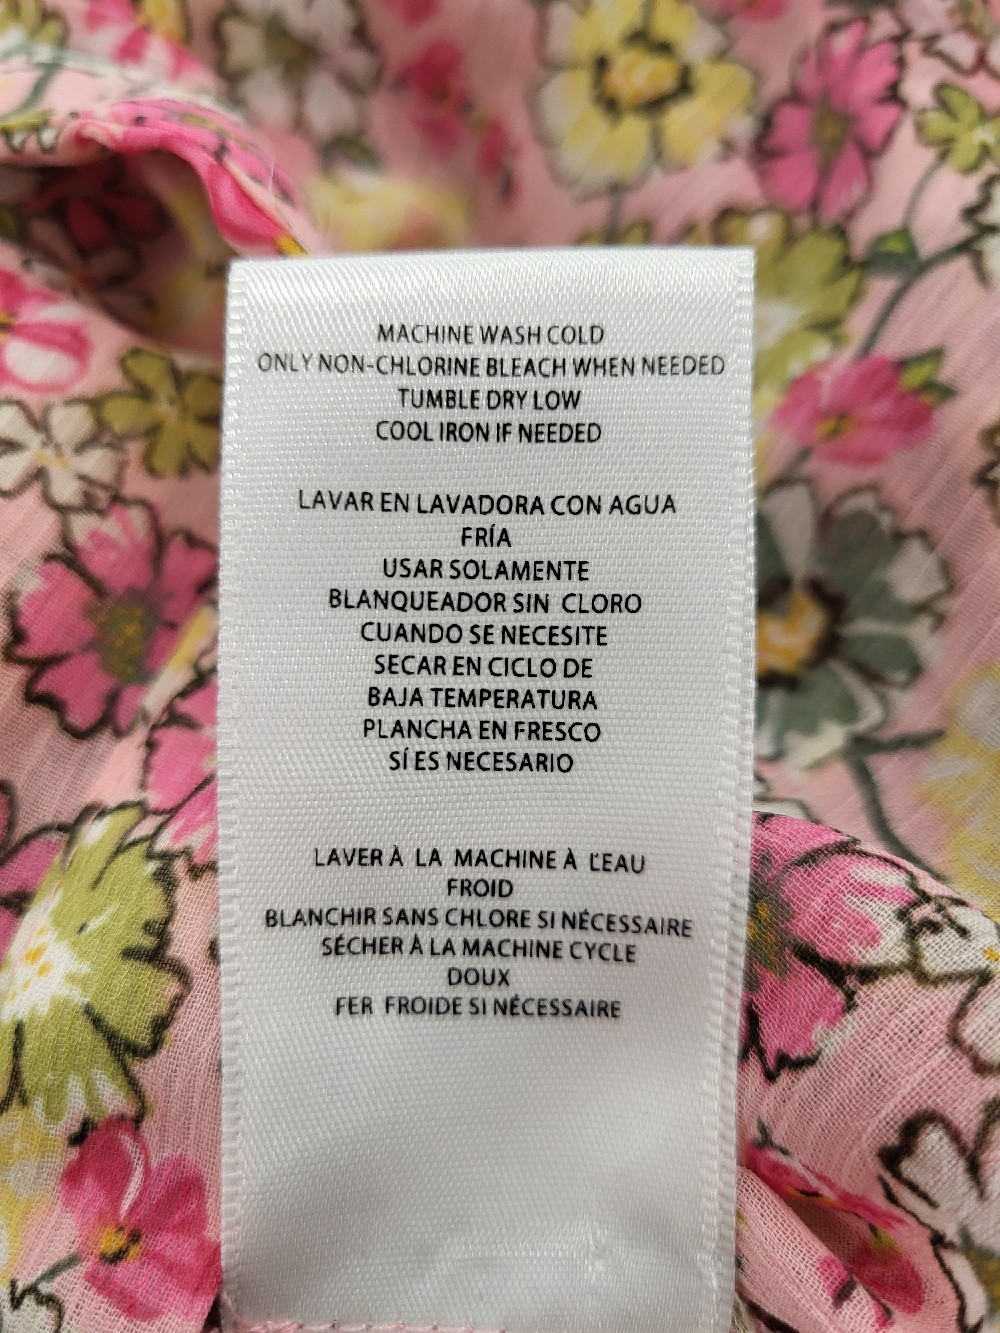 MACHINE WASH COLD
ONLY NON-CHLORINE BLEACH WHEN NEEDED
TUMBLE DRY LOW
COOL IRON IF NEEDED
LAVAR EN LAVADORA CON AGUA
FRÍA
USAR SOLAMENTE
BLANQUEADOR SIN CLORO
CUANDO SE NECESITE
SECAR EN CICLO DE
BAJA TEMPERATURA
PLANCHA EN FRESCO
SÍ ES NECESARIO
LAVER À LA MACHINE À L'EAU
FROID
BLANCHIR SANS CHLORE SI NÉCESSAIRE
SÉCHER À LA MACHINE CYCLE
DOUX
FER FROIDE SI NÉCESSAIRE